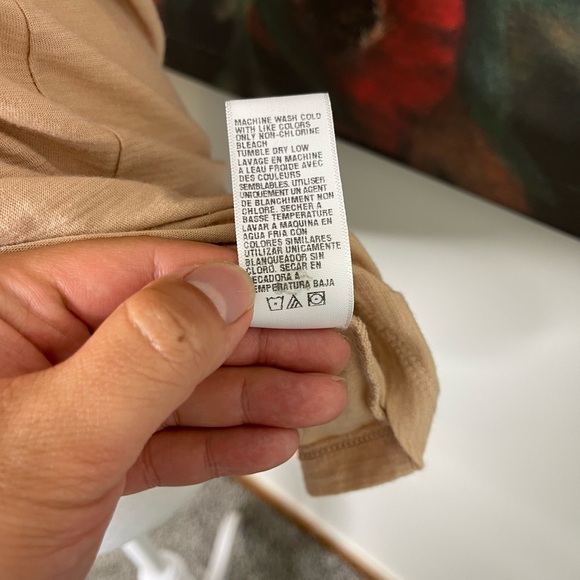 MACHINE WASH COLD
WITH LIKE COLORS
ONLY NON-CHLORINE
BLEACH
TUMBLE DRY LOW
LAVAGE EN MACHINE
A LEAU FROIDE AVEC
DES COULEURS
SEMBLABLES. UTILISER
UNIQUEMENT UN AGENT
DE BLANCHIMENT NON
CHLORE. SECHER A
BASSE TEMPERATURE
LAVAR A MAQUINA EN
AGUA FRIA CON
COLORES SIMILARES
UTILIZAR UNICAMENTE
BLANQUEADOR SIN
CLORO. SECAR EN
SECADORA A
TEMPERATURA BAJA